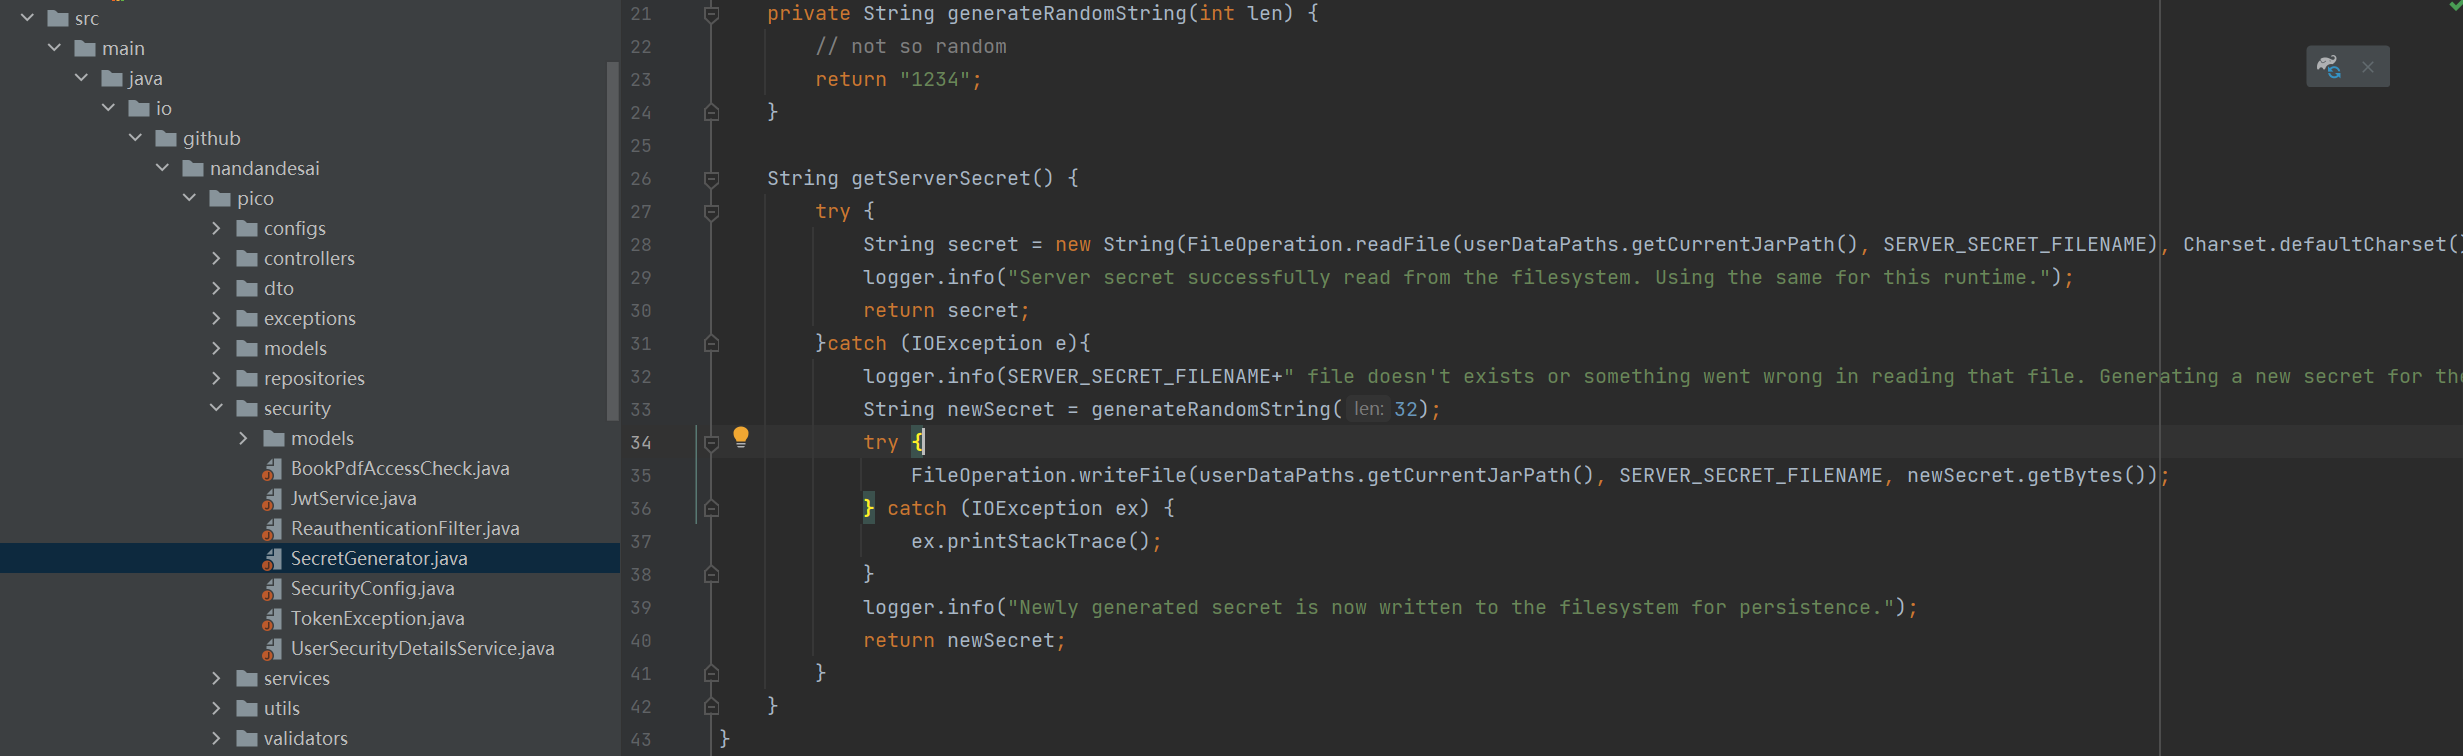 src
main
java
io
github
nandandesai
pico
configs
controllers
dto
exceptions
models
repositories
security
models
BookPdfAccessCheck.java
JwtService.java
ReauthenticationFilter.java
SecretGenerator.java
SecurityConfig.java
TokenException.java
UserSecurityDetailsService.java
services
utils
validators
21 private String generateRandomString(int len) {
22 // not so random
23 return "1234";
24 }
25
26 String getServerSecret() {
27 try {
28 String secret = new String(FileOperation.readFile(userDataPaths.getCurrentJarPath(), SERVER_SECRET_FILENAME), Charset.defaultCharset()
29 logger.info("Server secret successfully read from the filesystem. Using the same for this runtime.");
30 return secret;
31 }catch (IOException e){
32 logger.info(SERVER_SECRET_FILENAME+" file doesn't exists or something went wrong in reading that file. Generating a new secret for the
33 String newSecret = generateRandomString( len: 32);
34 try {
35 FileOperation.writeFile(userDataPaths.getCurrentJarPath(), SERVER_SECRET_FILENAME, newSecret.getBytes());
36 } catch (IOException ex) {
37 ex.printStackTrace();
38 }
39 logger.info("Newly generated secret is now written to the filesystem for persistence.");
40 return newSecret;
41 }
42 }
43 }